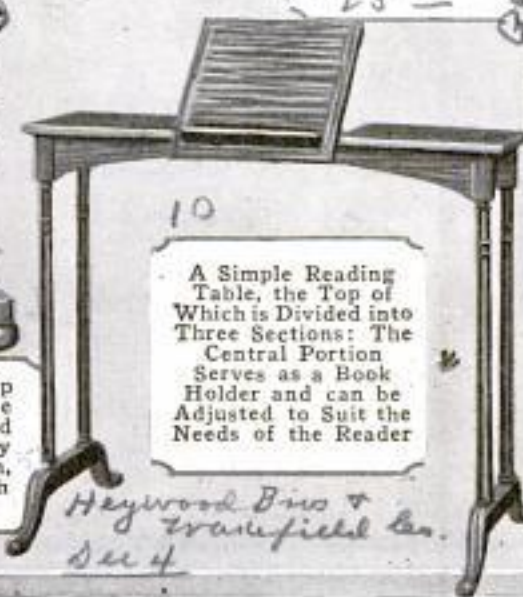 25 —
10
A Simple Reading
Table, the Top of
Which is Divided into
Three Sections: The
Central Portion
Serves as a Book
Holder and can be
Adjusted to Suit the
Needs of the Reader
p
e
d
y
,
h
Heywood Bros &
Wakefield Co.
Dec 4